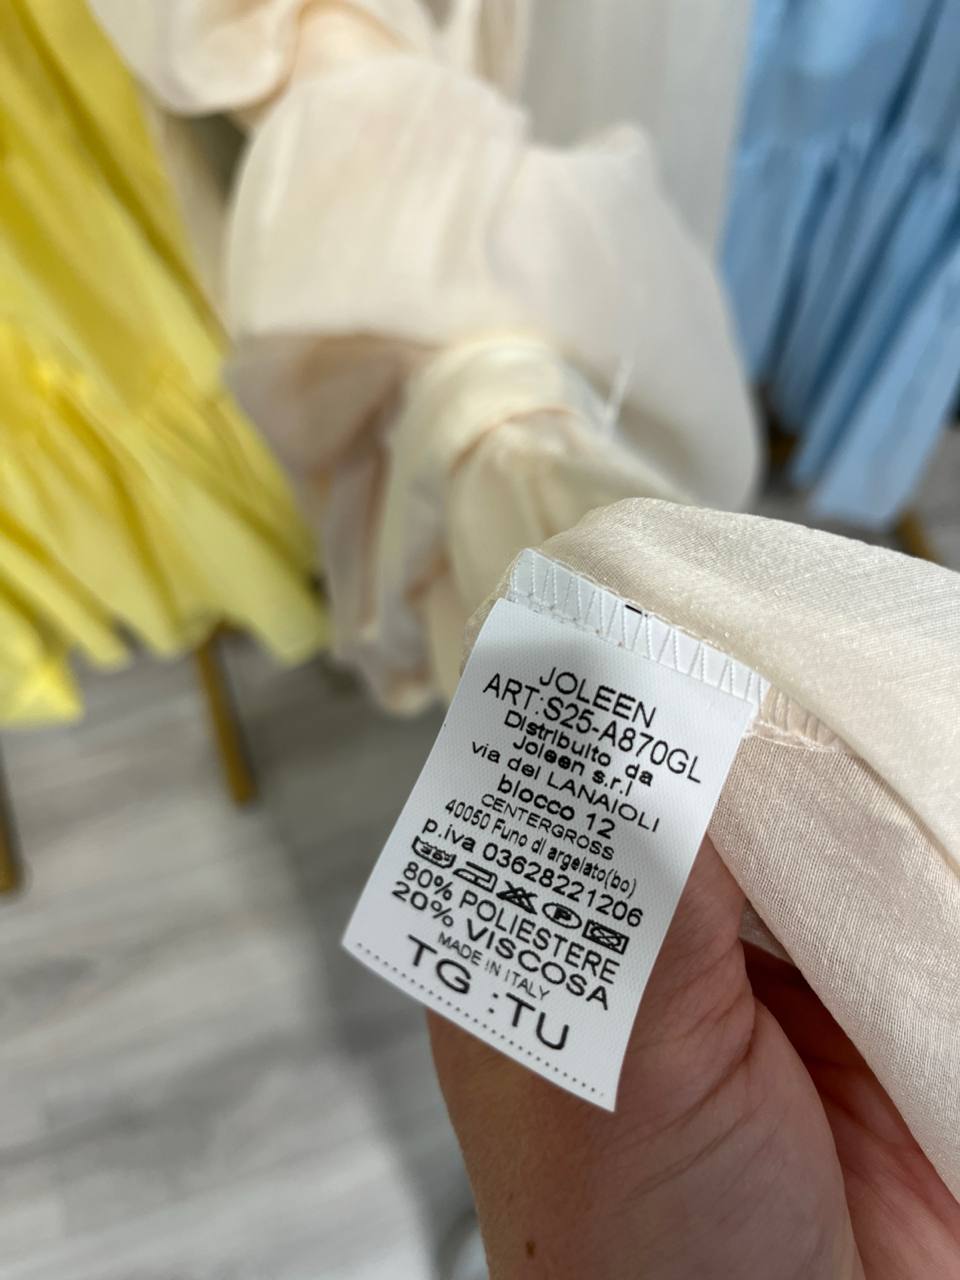 JOLEEN
ART:S25-A870GL
Distribuito da
Joleen s.r.l
via dei LANAIOLI
blocco 12
CENTERGROSS
40050 Funo di argelato(bo)
p.iva 03628221206
80% POLIESTERE
20% VISCOSA
MADE IN ITALY
TG :TU